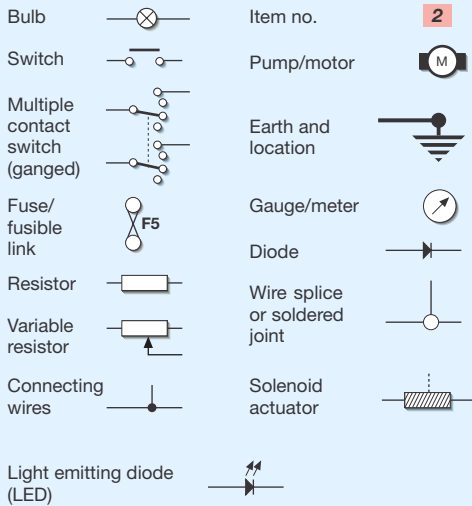 Bulb
Switch
Multiple
contact
switch
(ganged)
Fuse/
fusible
link
F5
Resistor
Variable
resistor
Connecting
wires
Light emitting diode
(LED)
Item no.
2
Pump/motor
M
Earth and
location
Gauge/meter
Diode
Wire splice
or soldered
joint
Solenoid
actuator